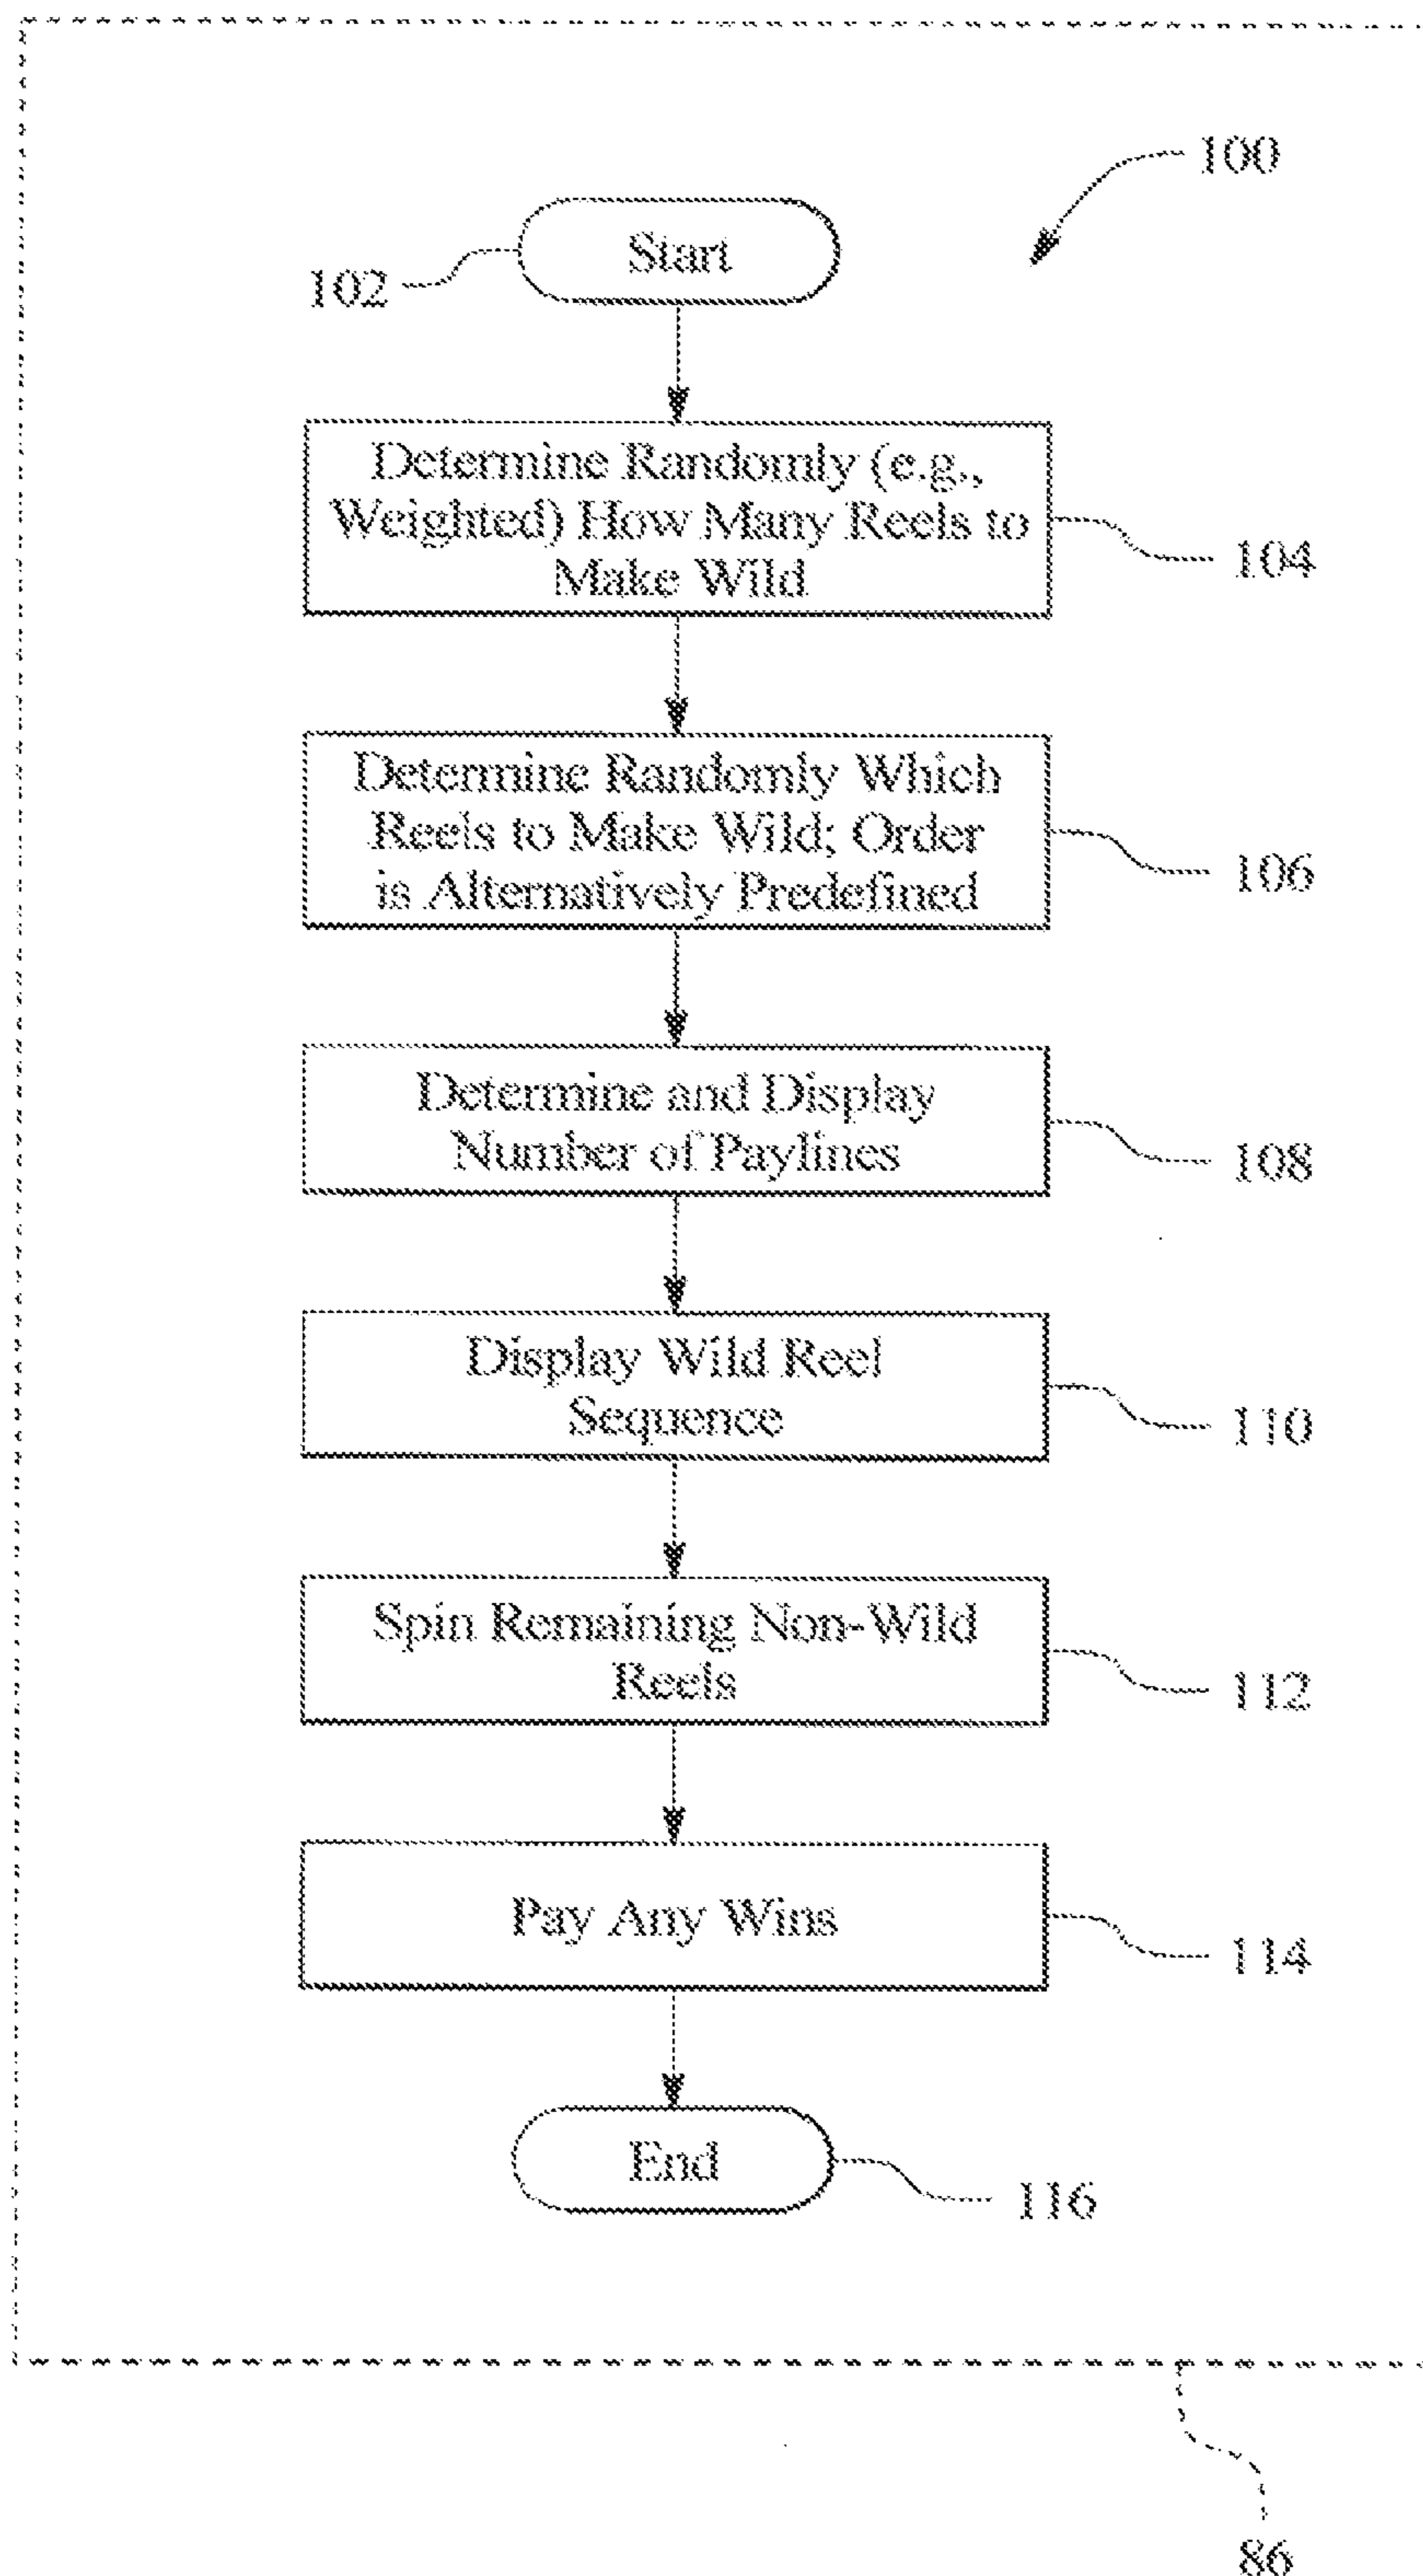 100
Start
102
Determine Randomly (e.g.,
Weighted) How Many Reels to
Make Wild
104
Determine Randomly Which
Reels to Make Wild; Order
is Alternatively Predefined
106
Determine and Display
Number of Paylines
108
Display Wild Reel
Sequence
110
Spin Remaining Non-Wild
Reels
112
Pay Any Wins
114
End
116
86